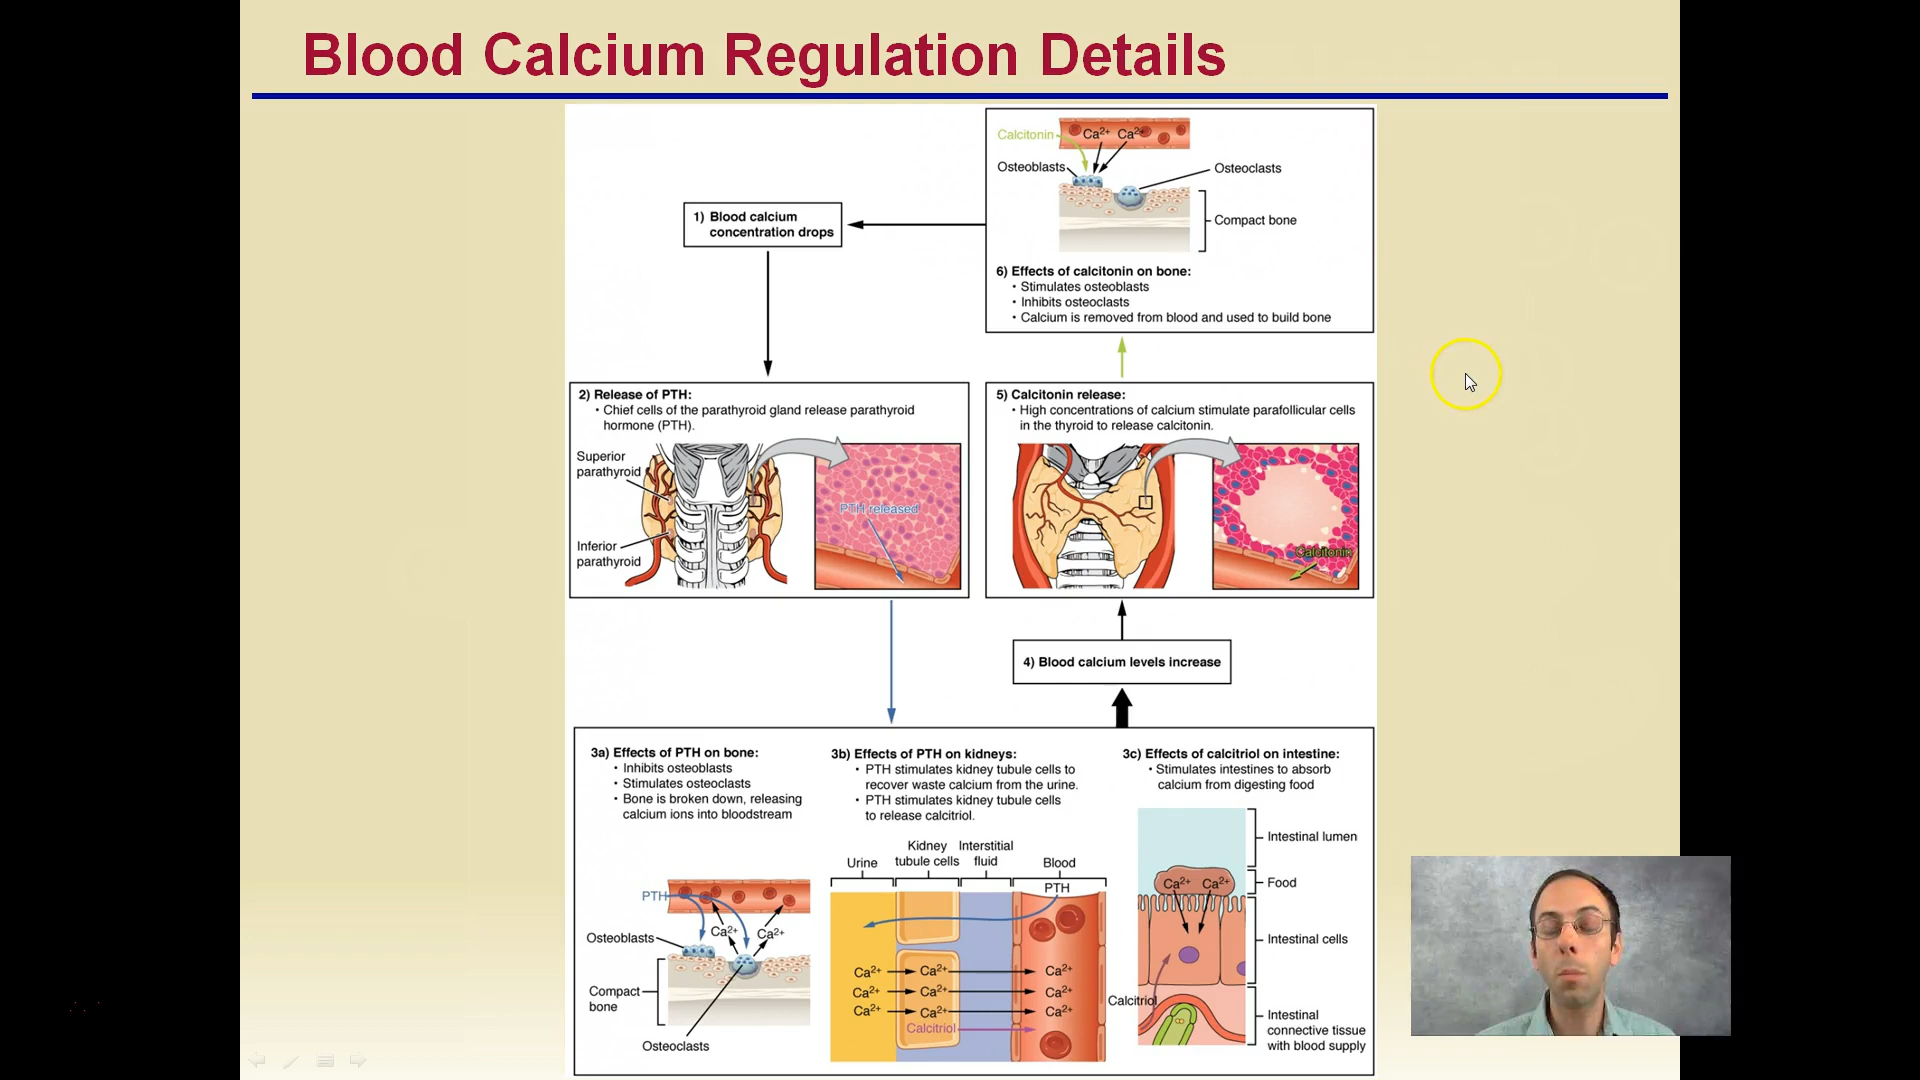 Blood Calcium Regulation Details
Calcitonin
Ca2+ Ca2+
Osteoblasts
Osteoclasts
Compact bone
6) Effects of calcitonin on bone:
• Stimulates osteoblasts
• Inhibits osteoclasts
• Calcium is removed from blood and used to build bone
1) Blood calcium
concentration drops
2) Release of PTH:
• Chief cells of the parathyroid gland release parathyroid
hormone (PTH).
Superior
parathyroid
PTH released
Inferior
parathyroid
5) Calcitonin release:
• High concentrations of calcium stimulate parafollicular cells
in the thyroid to release calcitonin.
Calcitonin
4) Blood calcium levels increase
3a) Effects of PTH on bone:
• Inhibits osteoblasts
• Stimulates osteoclasts
• Bone is broken down, releasing
calcium ions into bloodstream
PTH
Ca2+ Ca2+
Osteoblasts
Compact
bone
Osteoclasts
3b) Effects of PTH on kidneys:
• PTH stimulates kidney tubule cells to
recover waste calcium from the urine.
• PTH stimulates kidney tubule cells
to release calcitriol.
Urine
Kidney
tubule cells
Interstitial
fluid
Blood
PTH
Ca2+ Ca2+ Ca2+
Ca2+ Ca2+ Ca2+
Ca2+ Ca2+ Ca2+
Calcitriol
3c) Effects of calcitriol on intestine:
• Stimulates intestines to absorb
calcium from digesting food
Intestinal lumen
Ca2+ Ca2+
Food
Intestinal cells
Calcitriol
Intestinal
connective tissue
with blood supply